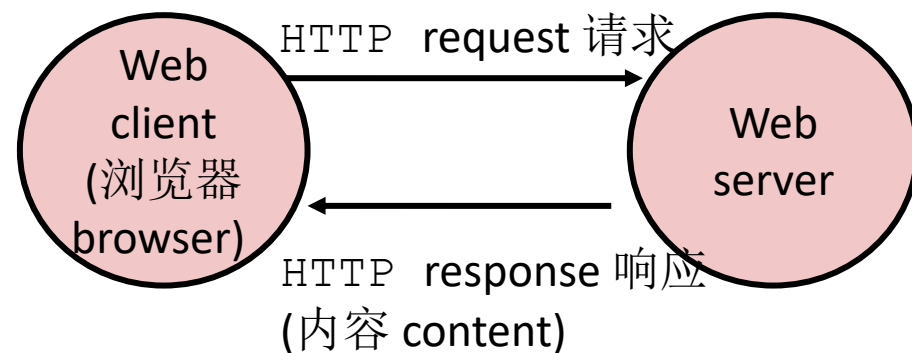 HTTP request 请求
Web
client
(浏览器
browser)
Web
server
HTTP response 响应
(内容 content)